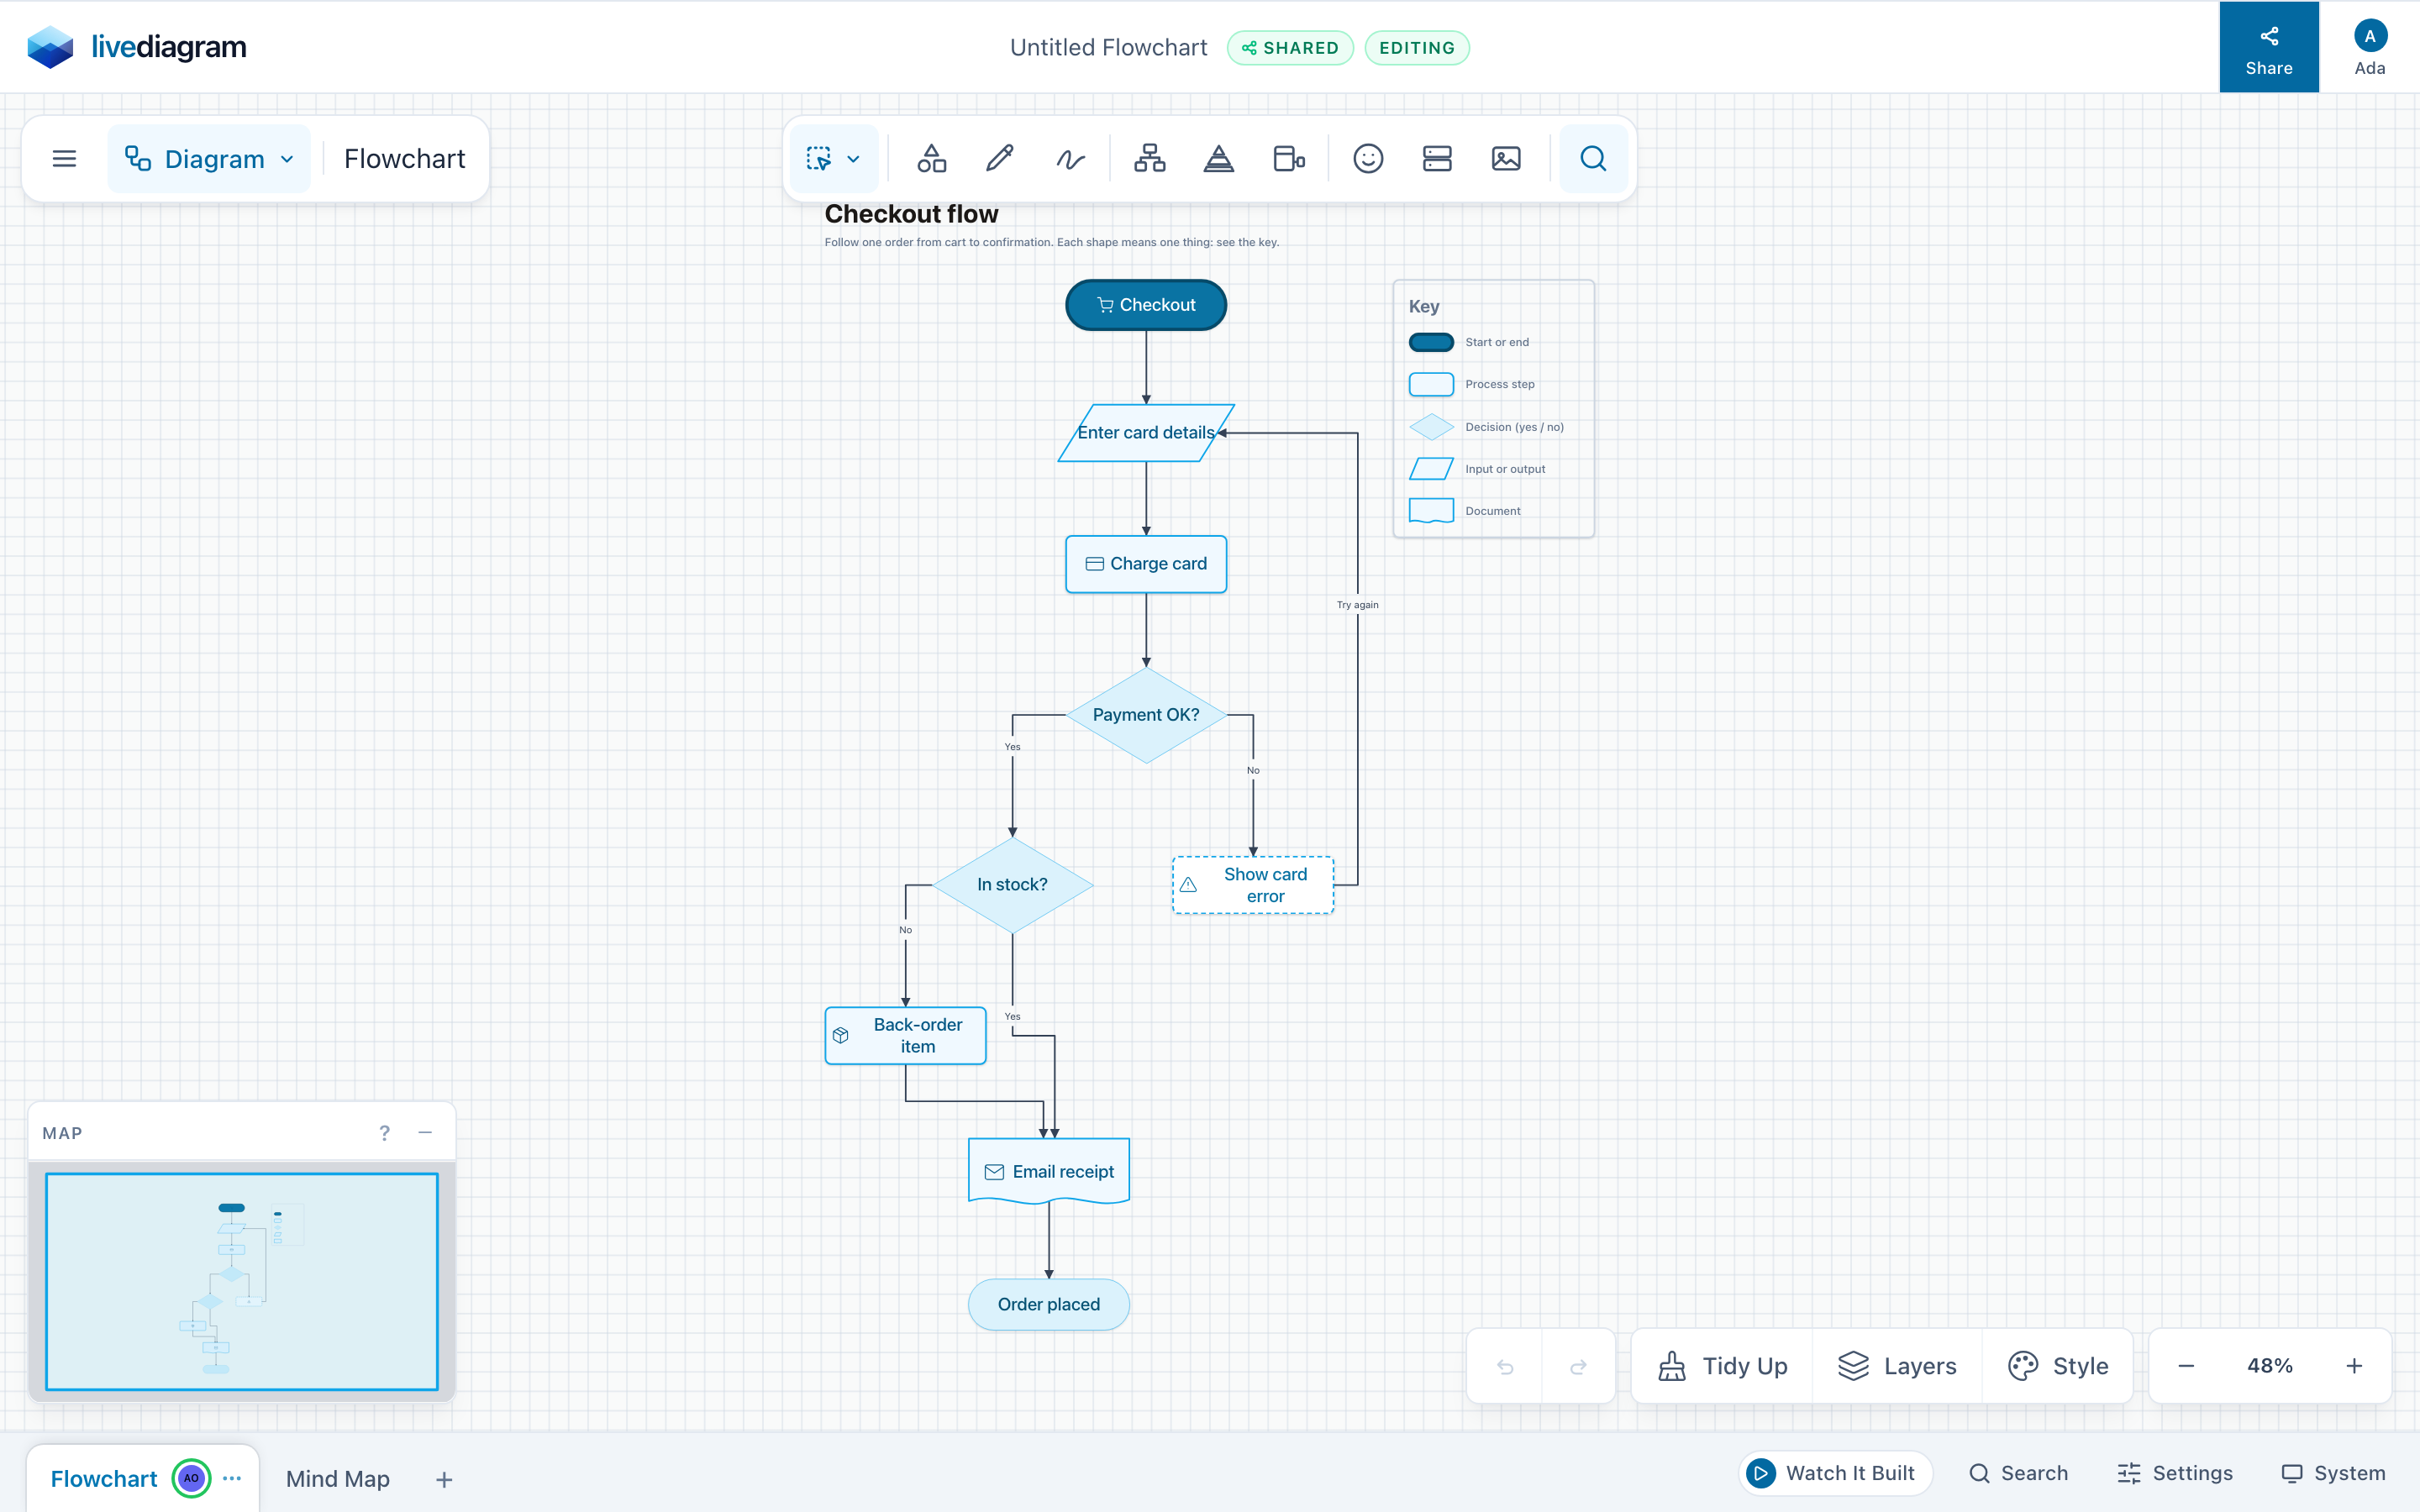 livediagram
Untitled Flowchart
SHARED
EDITING
Share
A
Ada
Diagram
Flowchart
Checkout flow
Follow one order from cart to confirmation. Each shape means one thing: see the key.
Checkout
Key
Start or end
Process step
Decision (yes / no)
Input or output
Document
Enter card details
Charge card
Try again
Payment OK?
Yes
No
In stock?
Show card
error
No
Yes
Back-order
item
Email receipt
Order placed
MAP
?
Tidy Up
Layers
Style
48%
Flowchart
AO
Mind Map
Watch It Built
Search
Settings
System